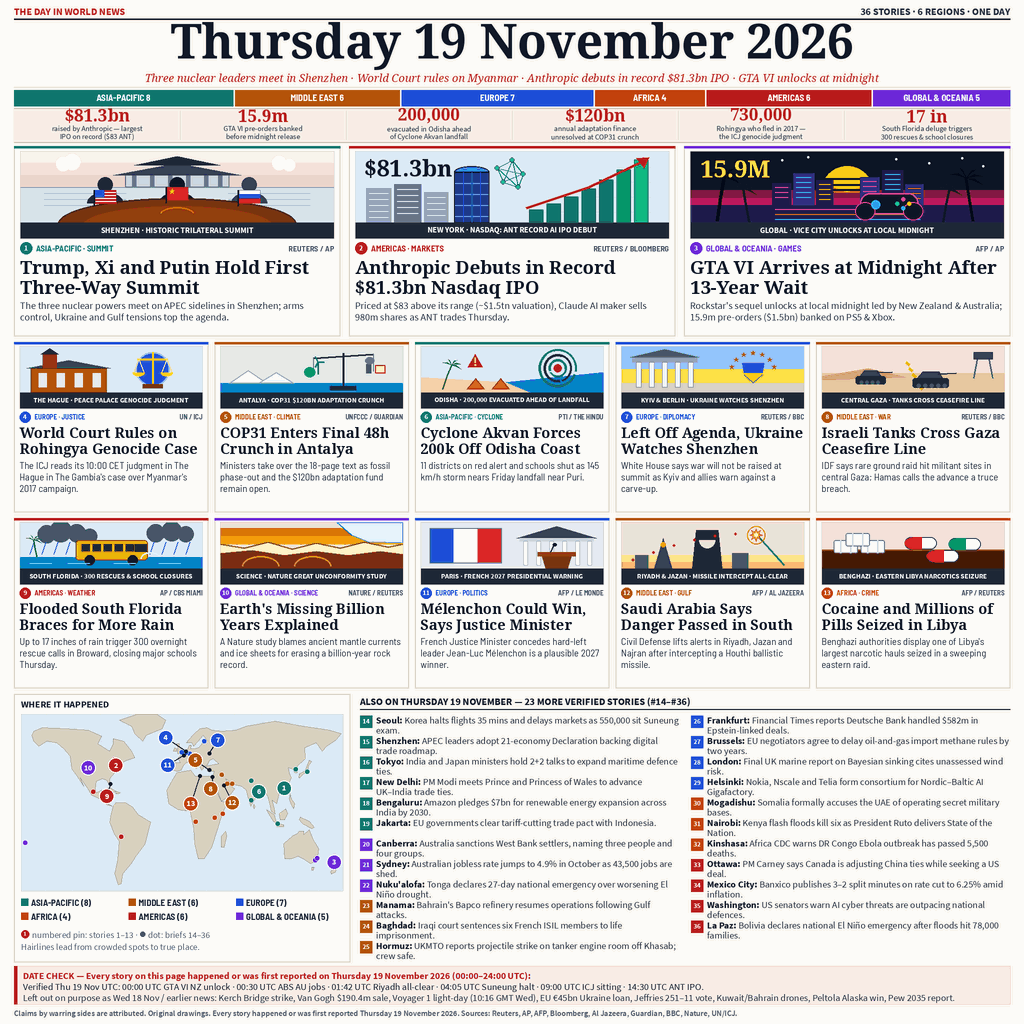 THE DAY IN WORLD NEWS
36 STORIES · 6 REGIONS · ONE DAY
Thursday 19 November 2026
Three nuclear leaders meet in Shenzhen · World Court rules on Myanmar · Anthropic debuts in record $81.3bn IPO · GTA VI unlocks at midnight
ASIA-PACIFIC 8
MIDDLE EAST 6
EUROPE 7
AFRICA 4
AMERICAS 6
GLOBAL & OCEANIA 5
$81.3bn
raised by Anthropic — largest
IPO on record ($83 ANT)
15.9m
GTA VI pre-orders banked
before midnight release
200,000
evacuated in Odisha ahead
of Cyclone Akvan landfall
$120bn
annual adaptation finance
unresolved at COP31 crunch
730,000
Rohingya who fled in 2017 —
the ICJ genocide judgment
17 in
South Florida deluge triggers
300 rescues & school closures
SHENZHEN · HISTORIC TRILATERAL SUMMIT
1 ASIA-PACIFIC · SUMMIT
REUTERS / AP
Trump, Xi and Putin Hold First
Three-Way Summit
The three nuclear powers meet on APEC sidelines in Shenzhen; arms
control, Ukraine and Gulf tensions top the agenda.
$81.3bn
NEW YORK · NASDAQ: ANT RECORD AI IPO DEBUT
2 AMERICAS · MARKETS
REUTERS / BLOOMBERG
Anthropic Debuts in Record
$81.3bn Nasdaq IPO
Priced at $83 above its range (~$1.5tn valuation), Claude AI maker sells
980m shares as ANT trades Thursday.
15.9M
GLOBAL · VICE CITY UNLOCKS AT LOCAL MIDNIGHT
3 GLOBAL & OCEANIA · GAMES
AFP / AP
GTA VI Arrives at Midnight After
13-Year Wait
Rockstar's sequel unlocks at local midnight led by New Zealand & Australia;
15.9m pre-orders ($1.5bn) banked on PS5 & Xbox.
THE HAGUE · PEACE PALACE GENOCIDE JUDGMENT
4 EUROPE · JUSTICE
UN / ICJ
World Court Rules on
Rohingya Genocide Case
The ICJ reads its 10:00 CET judgment in The
Hague in The Gambia's case over Myanmar's
2017 campaign.
ANTALYA · COP31 $120BN ADAPTATION CRUNCH
5 MIDDLE EAST · CLIMATE
UNFCCC / GUARDIAN
COP31 Enters Final 48h
Crunch in Antalya
Ministers take over the 18-page text as fossil
phase-out and the $120bn adaptation fund
remain open.
ODISHA · 200,000 EVACUATED AHEAD OF LANDFALL
6 ASIA-PACIFIC · CYCLONE
PTI / THE HINDU
Cyclone Akvan Forces
200k Off Odisha Coast
11 districts on red alert and schools shut as 145
km/h storm nears Friday landfall near Puri.
KYIV & BERLIN · UKRAINE WATCHES SHENZHEN
7 EUROPE · DIPLOMACY
REUTERS / BBC
Left Off Agenda, Ukraine
Watches Shenzhen
White House says war will not be raised at
summit as Kyiv and allies warn against a
carve-up.
CENTRAL GAZA · TANKS CROSS CEASEFIRE LINE
8 MIDDLE EAST · WAR
REUTERS / BBC
Israeli Tanks Cross Gaza
Ceasefire Line
IDF says rare ground raid hit militant sites in
central Gaza; Hamas calls the advance a truce
breach.
SOUTH FLORIDA · 300 RESCUES & SCHOOL CLOSURES
9 AMERICAS · WEATHER
AP / CBS MIAMI
Flooded South Florida
Braces for More Rain
Up to 17 inches of rain trigger 300 overnight
rescue calls in Broward, closing major schools
Thursday.
SCIENCE · NATURE GREAT UNCONFORMITY STUDY
10 GLOBAL & OCEANIA · SCIENCE
NATURE / REUTERS
Earth's Missing Billion
Years Explained
A Nature study blames ancient mantle currents
and ice sheets for erasing a billion-year rock
record.
PARIS · FRENCH 2027 PRESIDENTIAL WARNING
11 EUROPE · POLITICS
AFP / LE MONDE
Mélenchon Could Win,
Says Justice Minister
French Justice Minister concedes hard-left
leader Jean-Luc Mélenchon is a plausible 2027
winner.
RIYADH & JAZAN · MISSILE INTERCEPT ALL-CLEAR
12 MIDDLE EAST · GULF
AFP / AL JAZEERA
Saudi Arabia Says
Danger Passed in South
Civil Defense lifts alerts in Riyadh, Jazan and
Najran after intercepting a Houthi ballistic
missile.
BENGHAZI · EASTERN LIBYA NARCOTICS SEIZURE
13 AFRICA · CRIME
AFP / REUTERS
Cocaine and Millions of
Pills Seized in Libya
Benghazi authorities display one of Libya's
largest narcotic hauls seized in a sweeping
eastern raid.
WHERE IT HAPPENED
4
7
11
5
10
2
9
13
8
12
6
1
3
ASIA-PACIFIC (8)
MIDDLE EAST (6)
EUROPE (7)
AFRICA (4)
AMERICAS (6)
GLOBAL & OCEANIA (5)
1 numbered pin: stories 1–13 · dot: briefs 14–36
Hairlines lead from crowded spots to true place.
ALSO ON THURSDAY 19 NOVEMBER — 23 MORE VERIFIED STORIES (#14–#36)
14 Seoul: Korea halts flights 35 mins and delays markets as 550,000 sit Suneung
exam.
15 Shenzhen: APEC leaders adopt 21-economy Declaration backing digital
trade roadmap.
16 Tokyo: India and Japan ministers hold 2+2 talks to expand maritime defence
ties.
17 New Delhi: PM Modi meets Prince and Princess of Wales to advance
UK–India trade ties.
18 Bengaluru: Amazon pledges $7bn for renewable energy expansion across
India by 2030.
19 Jakarta: EU governments clear tariff-cutting trade pact with Indonesia.
20 Canberra: Australia sanctions West Bank settlers, naming three people and
four groups.
21 Sydney: Australian jobless rate jumps to 4.9% in October as 43,500 jobs are
shed.
22 Nuku'alofa: Tonga declares 27-day national emergency over worsening El
Niño drought.
23 Manama: Bahrain's Bapco refinery resumes operations following Gulf
attacks.
24 Baghdad: Iraqi court sentences six French ISIL members to life
imprisonment.
25 Hormuz: UKMTO reports projectile strike on tanker engine room off Khasab;
crew safe.
26 Frankfurt: Financial Times reports Deutsche Bank handled $582m in
Epstein-linked deals.
27 Brussels: EU negotiators agree to delay oil-and-gas import methane rules by
two years.
28 London: Final UK marine report on Bayesian sinking cites unassessed wind
risk.
29 Helsinki: Nokia, Nscale and Telia form consortium for Nordic–Baltic AI
Gigafactory.
30 Mogadishu: Somalia formally accuses the UAE of operating secret military
bases.
31 Nairobi: Kenya flash floods kill six as President Ruto delivers State of the
Nation.
32 Kinshasa: Africa CDC warns DR Congo Ebola outbreak has passed 5,500
deaths.
33 Ottawa: PM Carney says Canada is adjusting China ties while seeking a US
deal.
34 Mexico City: Banxico publishes 3–2 split minutes on rate cut to 6.25% amid
inflation.
35 Washington: US senators warn AI cyber threats are outpacing national
defences.
36 La Paz: Bolivia declares national El Niño emergency after floods hit 78,000
families.
DATE CHECK — Every story on this page happened or was first reported on Thursday 19 November 2026 (00:00–24:00 UTC):
Verified Thu 19 Nov UTC: 00:00 UTC GTA VI NZ unlock · 00:30 UTC ABS AU jobs · 01:42 UTC Riyadh all-clear · 04:05 UTC Suneung halt · 09:00 UTC ICJ sitting · 14:30 UTC ANT IPO.
Left out on purpose as Wed 18 Nov / earlier news: Kerch Bridge strike, Van Gogh $190.4m sale, Voyager 1 light-day (10:16 GMT Wed), EU €45bn Ukraine loan, Jeffries 251–11 vote, Kuwait/Bahrain drones, Peltola Alaska win, Pew 2035 report.
Claims by warring sides are attributed. Original drawings. Every story happened or was first reported Thursday 19 November 2026. Sources: Reuters, AP, AFP, Bloomberg, Al Jazeera, Guardian, BBC, Nature, UN/ICJ.